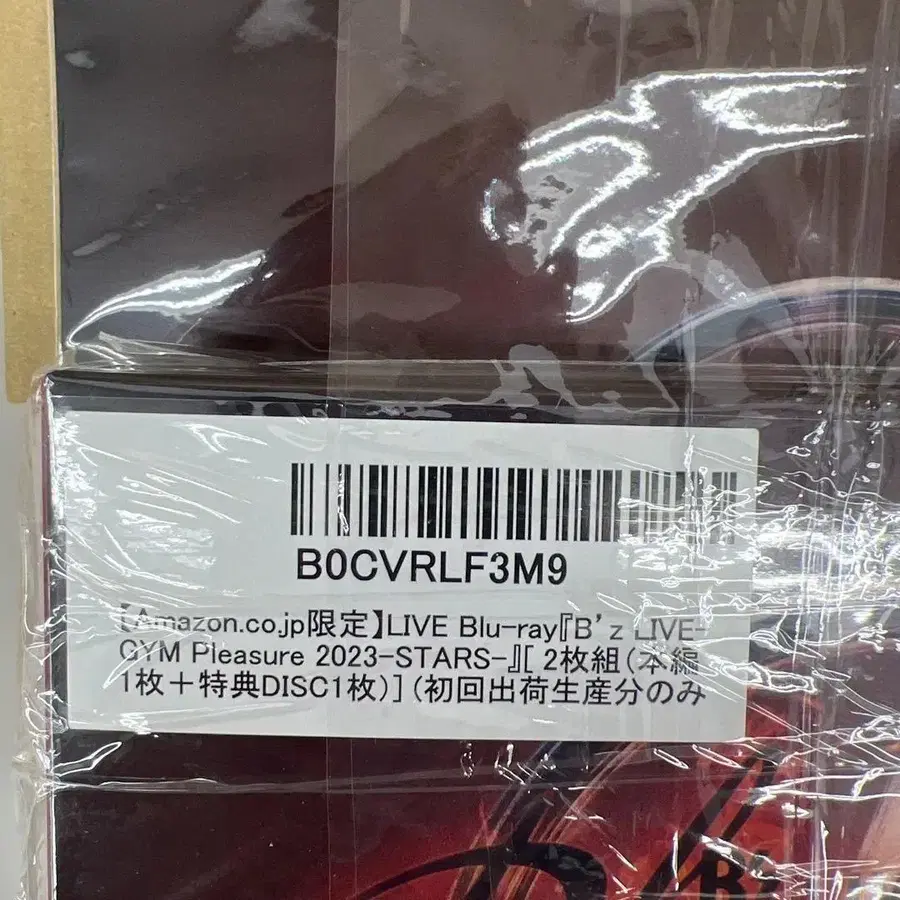 B0CVRLF3M9
【Amazon.co.jp限定】LIVE Blu-ray『B'z LIVE-
GYM Pleasure 2023-STARS-』[ 2枚組(本編
1枚＋特典DISC1枚)](初回出荷生産分のみ
B'z